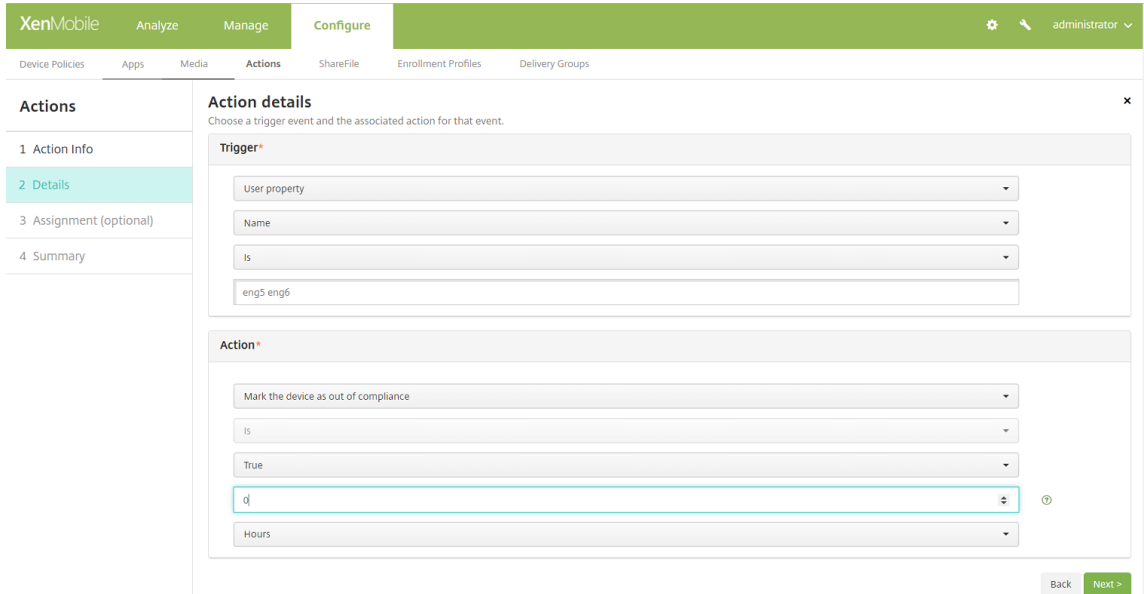 XenMobile Analyze Manage Configure administrator
Device Policies Apps Media Actions ShareFile Enrollment Profiles Delivery Groups
Actions
1 Action Info
2 Details
3 Assignment (optional)
4 Summary
Action details
Choose a trigger event and the associated action for that event.
Trigger*
User property
Name
Is
eng5 eng6
Action*
Mark the device as out of compliance
Is
True
0
Hours
Back Next >